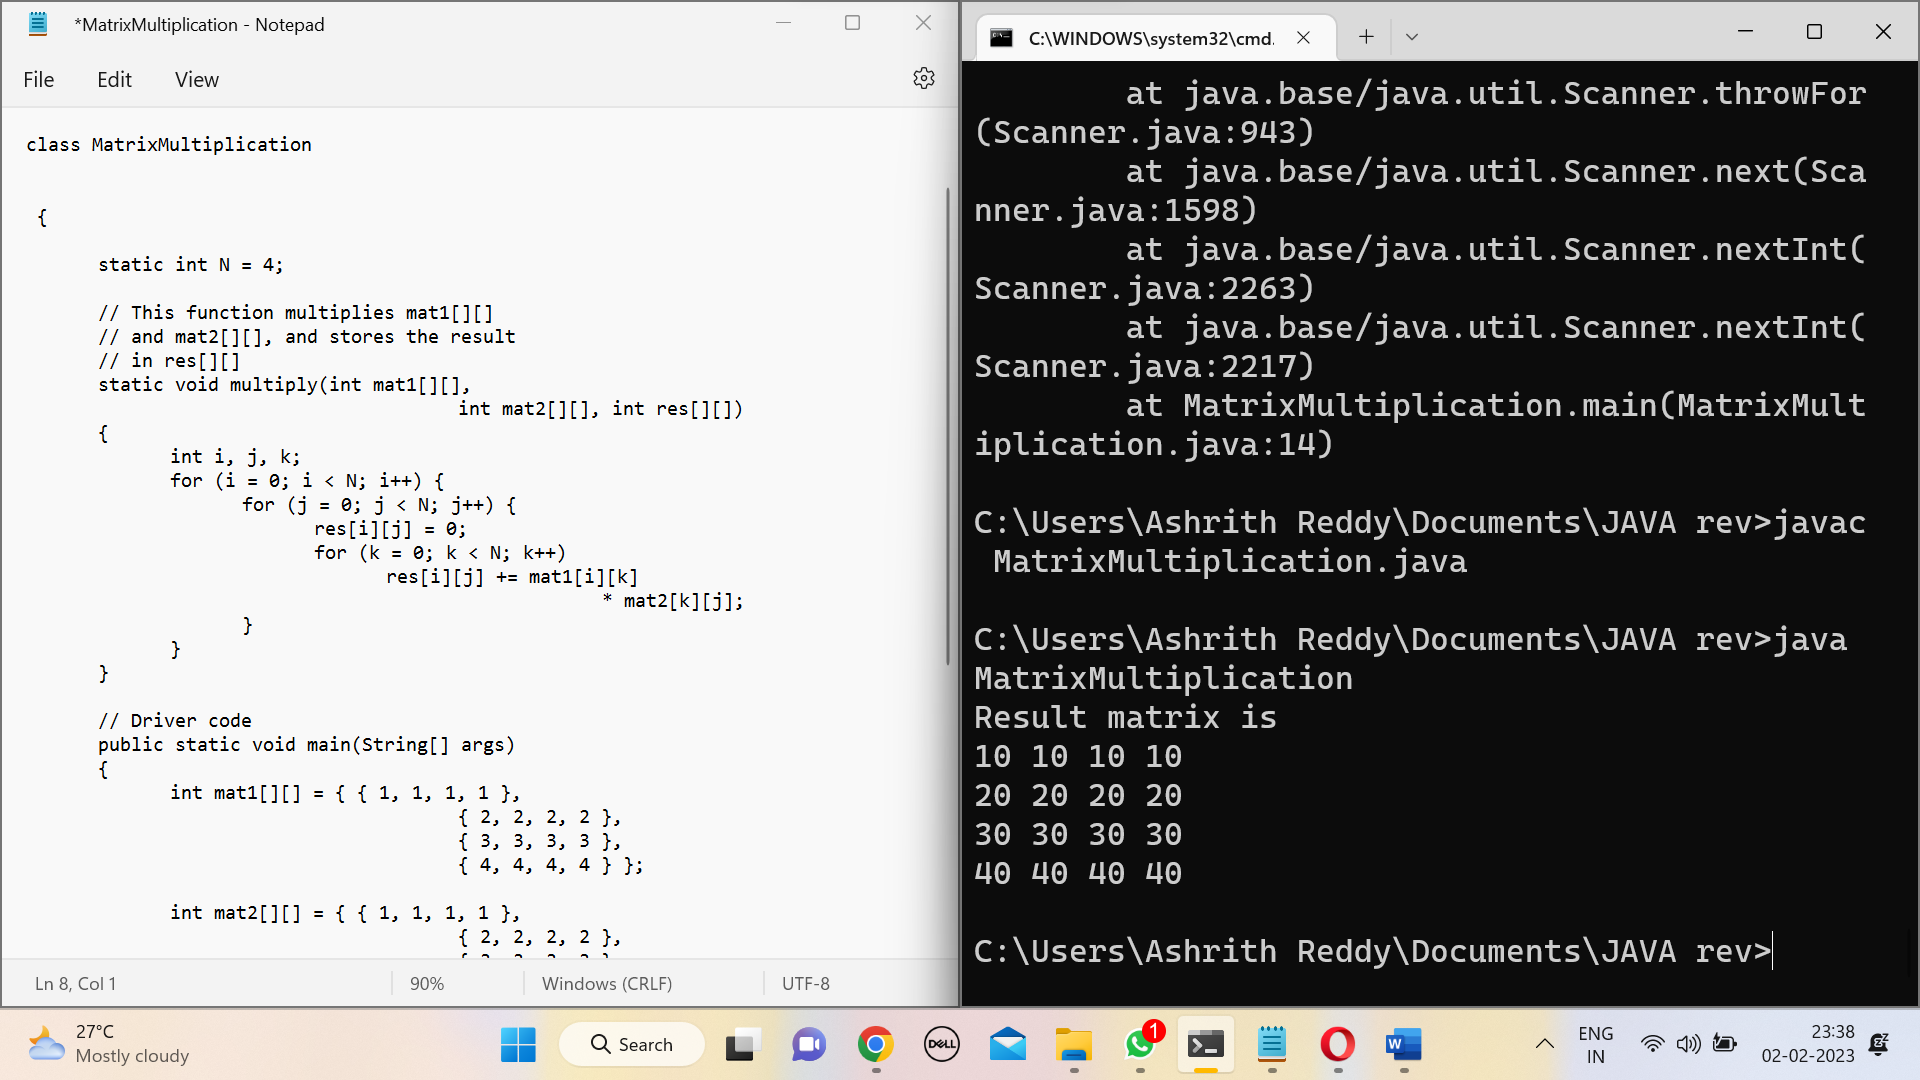 *MatrixMultiplication - Notepad
File Edit View
class MatrixMultiplication
{
static int N = 4;
// This function multiplies mat1[][]
// and mat2[][], and stores the result
// in res[][]
static void multiply(int mat1[][],
int mat2[][], int res[][])
{
int i, j, k;
for (i = 0; i < N; i++) {
for (j = 0; j < N; j++) {
res[i][j] = 0;
for (k = 0; k < N; k++)
res[i][j] += mat1[i][k]
* mat2[k][j];
}
}
}
// Driver code
public static void main(String[] args)
{
int mat1[][] = { { 1, 1, 1, 1 },
{ 2, 2, 2, 2 },
{ 3, 3, 3, 3 },
{ 4, 4, 4, 4 } };
int mat2[][] = { { 1, 1, 1, 1 },
{ 2, 2, 2, 2 },
Ln 8, Col 1 90% Windows (CRLF) UTF-8
C:\WINDOWS\system32\cmd.
at java.base/java.util.Scanner.throwFor
(Scanner.java:943)
at java.base/java.util.Scanner.next(Sca
nner.java:1598)
at java.base/java.util.Scanner.nextInt(
Scanner.java:2263)
at java.base/java.util.Scanner.nextInt(
Scanner.java:2217)
at MatrixMultiplication.main(MatrixMult
iplication.java:14)
C:\Users\Ashrith Reddy\Documents\JAVA rev>javac
MatrixMultiplication.java
C:\Users\Ashrith Reddy\Documents\JAVA rev>java
MatrixMultiplication
Result matrix is
10 10 10 10
20 20 20 20
30 30 30 30
40 40 40 40
C:\Users\Ashrith Reddy\Documents\JAVA rev>
27°C
Mostly cloudy
Search
DELL
1
W
ENG
IN
23:38
02-02-2023